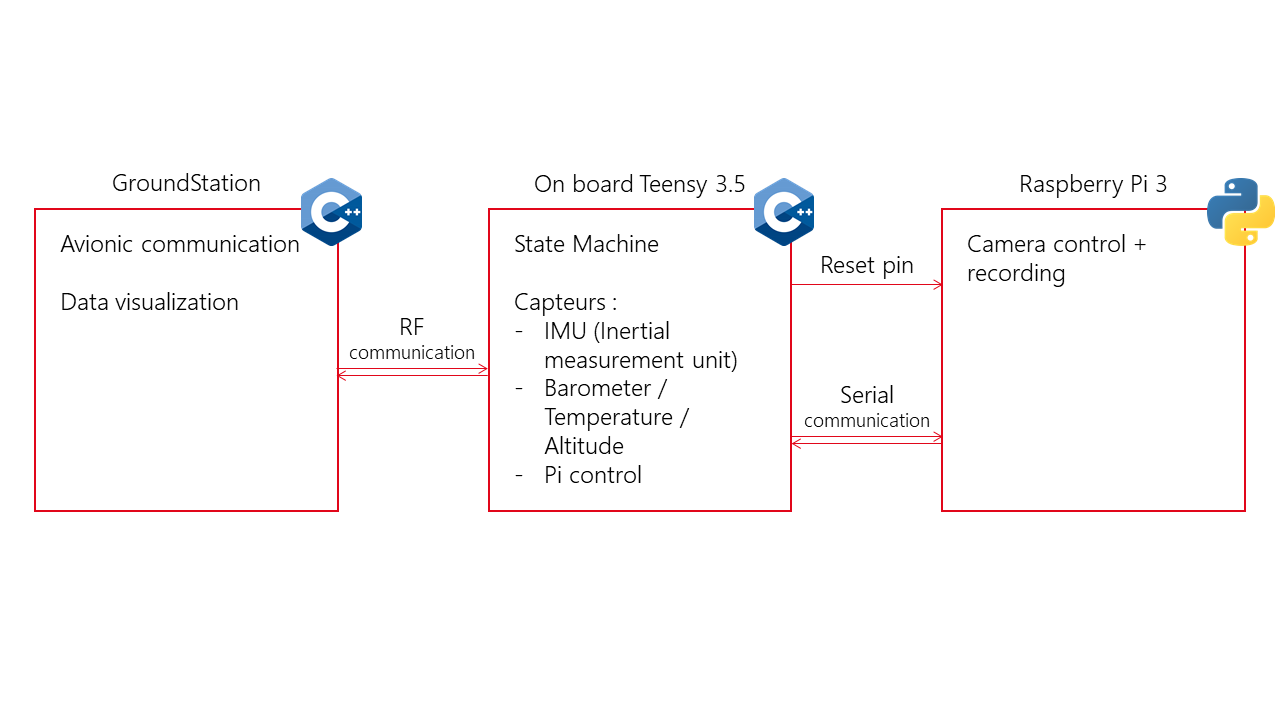 GroundStation
Avionic communication
Data visualization
RF
communication
On board Teensy 3.5
State Machine
Capteurs :
- IMU (Inertial
measurement unit)
- Barometer /
Temperature /
Altitude
- Pi control
Reset pin
Serial
communication
Raspberry Pi 3
Camera control +
recording
C++
C++